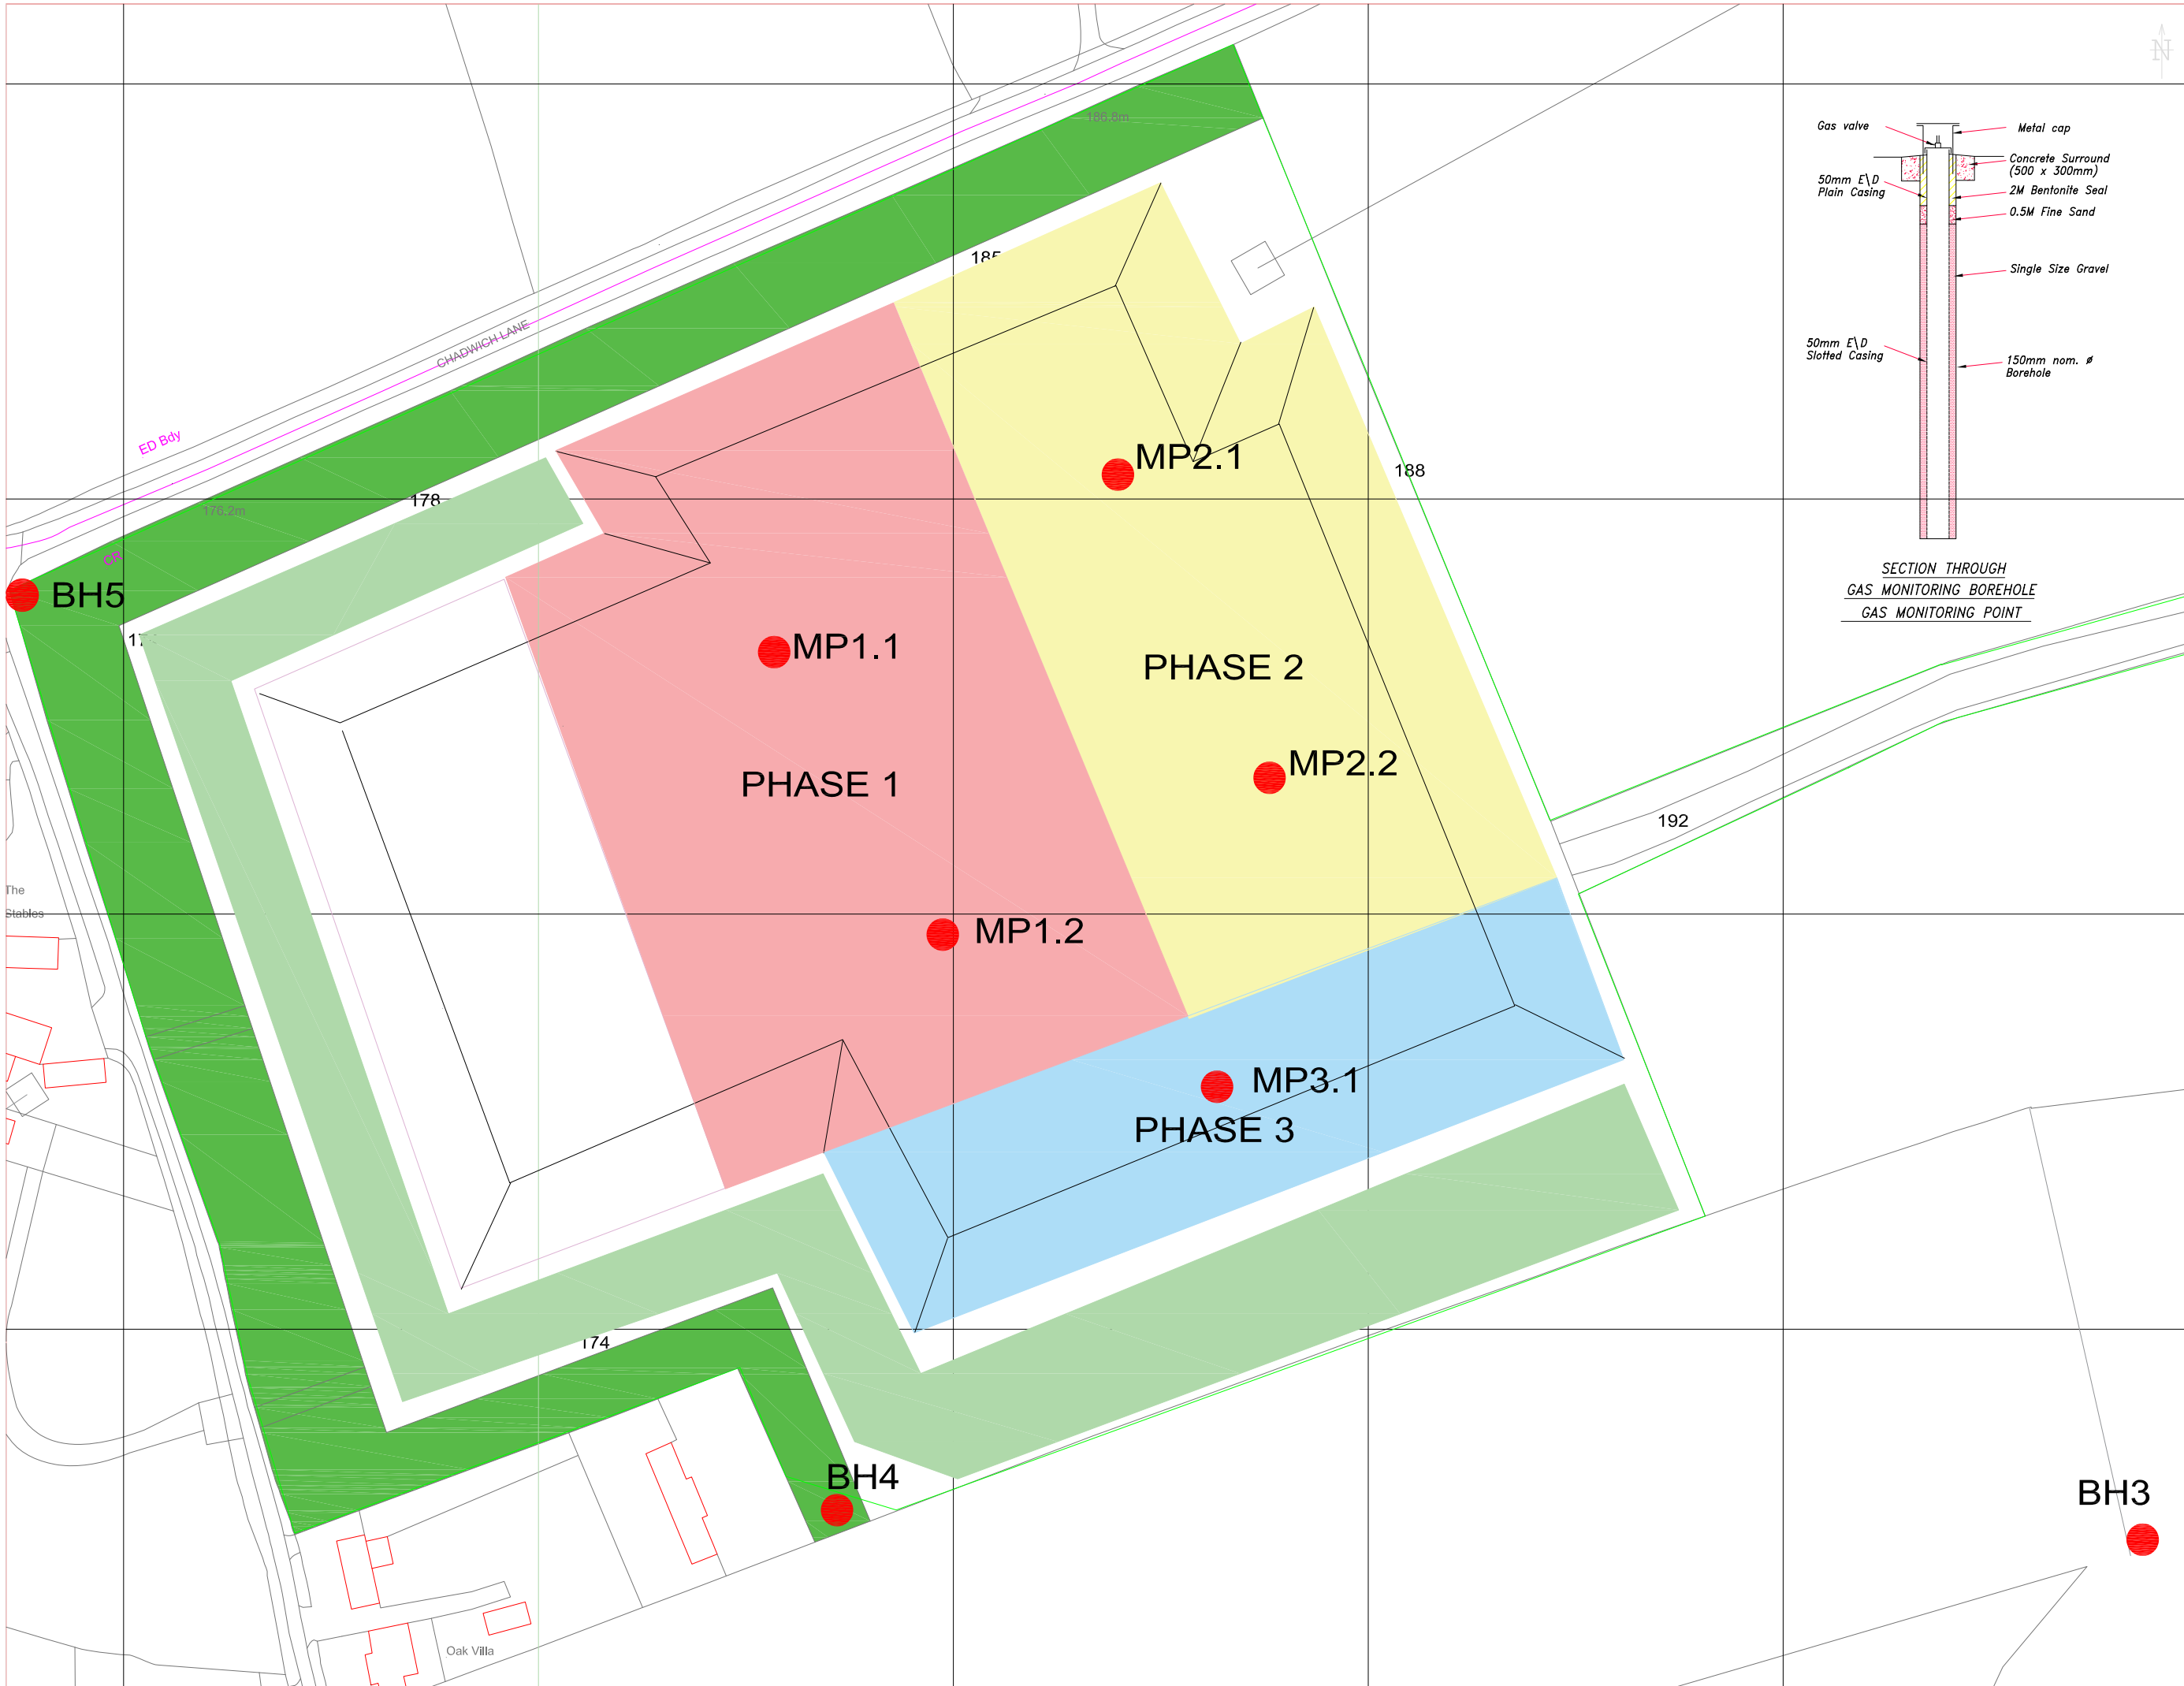 N
186.8m
Gas valve
Metal cap
Concrete Surround
(500 x 300mm)
50mm E\D
Plain Casing
2M Bentonite Seal
0.5M Fine Sand
Single Size Gravel
50mm E\D
Slotted Casing
150mm nom. ø
Borehole
SECTION THROUGH
GAS MONITORING BOREHOLE
GAS MONITORING POINT
185
CHADWICH LANE
ED Bdy
MP2.1
188
178
176.2m
CR
BH5
MP1.1
PHASE 2
MP2.2
PHASE 1
192
The
Stables
MP1.2
MP3.1
PHASE 3
174
BH4
BH3
Oak Villa